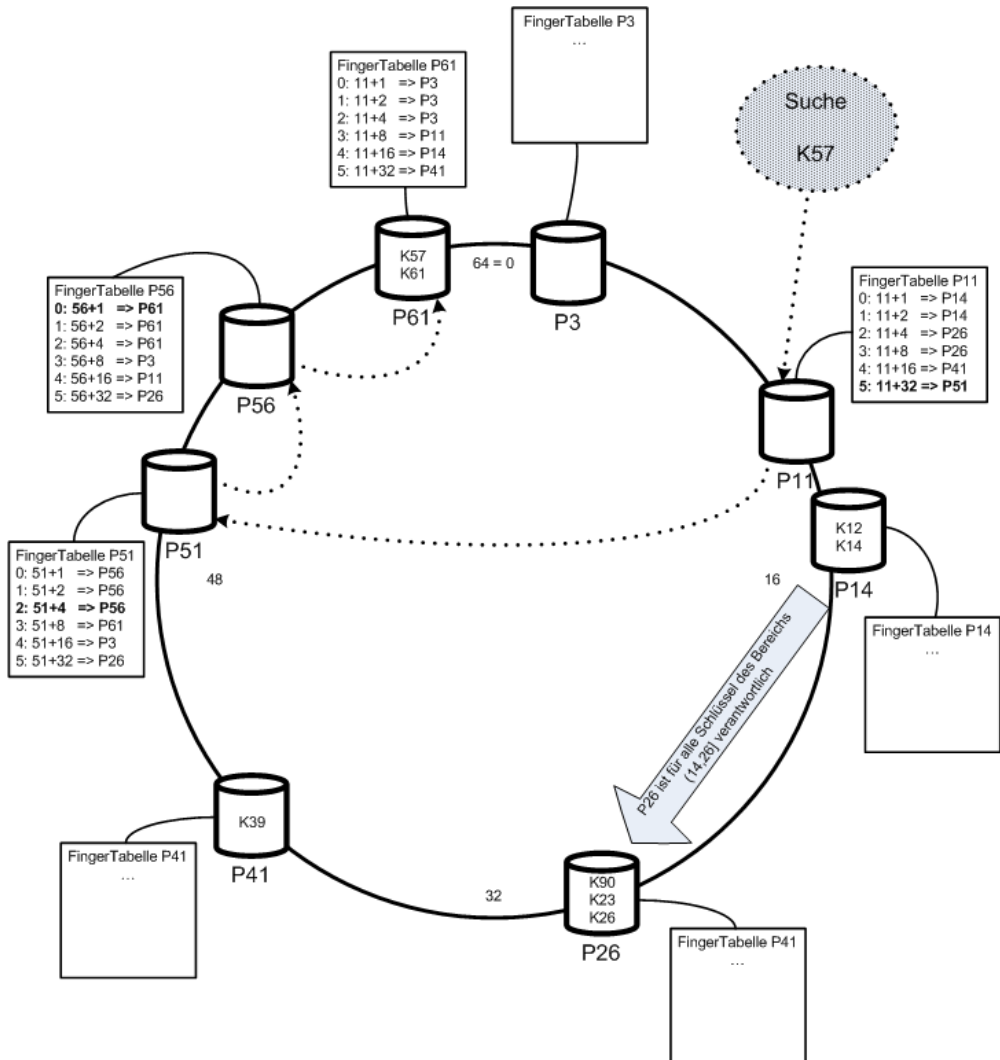 FingerTabelle P3
...
FingerTabelle P61
0: 11+1 => P3
1: 11+2 => P3
2: 11+4 => P3
3: 11+8 => P11
4: 11+16 => P14
5: 11+32 => P41
Suche
K57
K57
K61
P61
64 = 0
P3
FingerTabelle P56
0: 56+1 => P61
1: 56+2 => P61
2: 56+4 => P61
3: 56+8 => P3
4: 56+16 => P11
5: 56+32 => P26
P56
FingerTabelle P11
0: 11+1 => P14
1: 11+2 => P14
2: 11+4 => P26
3: 11+8 => P26
4: 11+16 => P41
5: 11+32 => P51
P11
P51
K12
K14
P14
FingerTabelle P51
0: 51+1 => P56
1: 51+2 => P56
2: 51+4 => P56
3: 51+8 => P61
4: 51+16 => P3
5: 51+32 => P26
48
16
FingerTabelle P14
...
P26 ist für alle Schlüssel des Bereichs
(14,26] verantwortlich
K39
P41
FingerTabelle P41
...
32
K90
K23
K26
P26
FingerTabelle P41
...